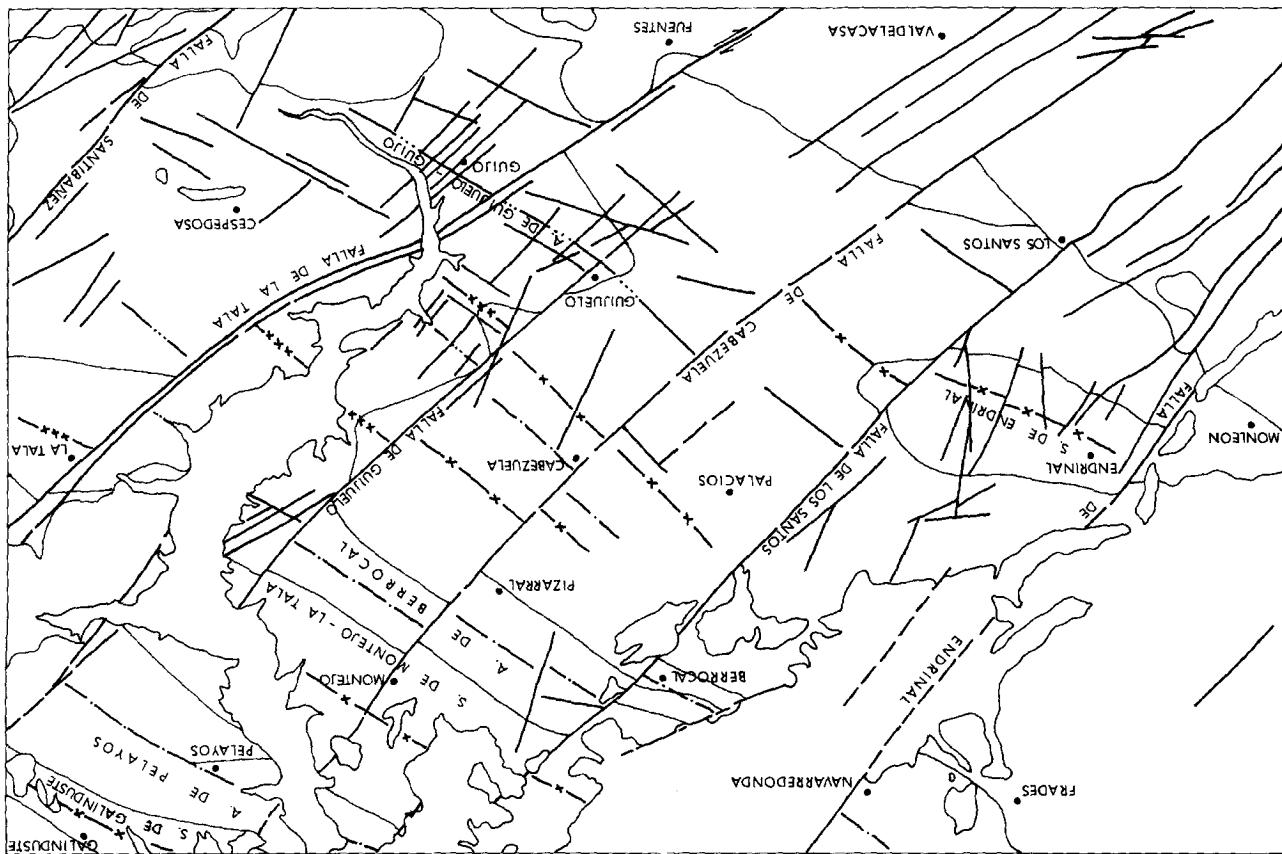 GALINDUSTE
S. DE GALINDUSTE
FRADES
NAVARREDONDA
PELAYOS
A. DE PELAYOS
BERROCAL
MONTEJO
FALLA DE ENDRINAL
S. DE MONTEJO - LA TALA
A. DE BERROCAL
PIZARRAL
PALACIOS
CABEZUELA
LA TALA
ENDRINAL
MONLEON
S. DE ENDRINAL
FALLA DE LOS SANTOS
FALLA DE GUIJUELO
FALLA DE CABEZUELA
GUIJUELO
FALLA DE LA TALA
LOS SANTOS
A. DE GUIJUELO - GUIJO
CESPEDOSA
GUIJO
FALLA DE SANTIBAÑEZ
VALDELACASA
FUENTES